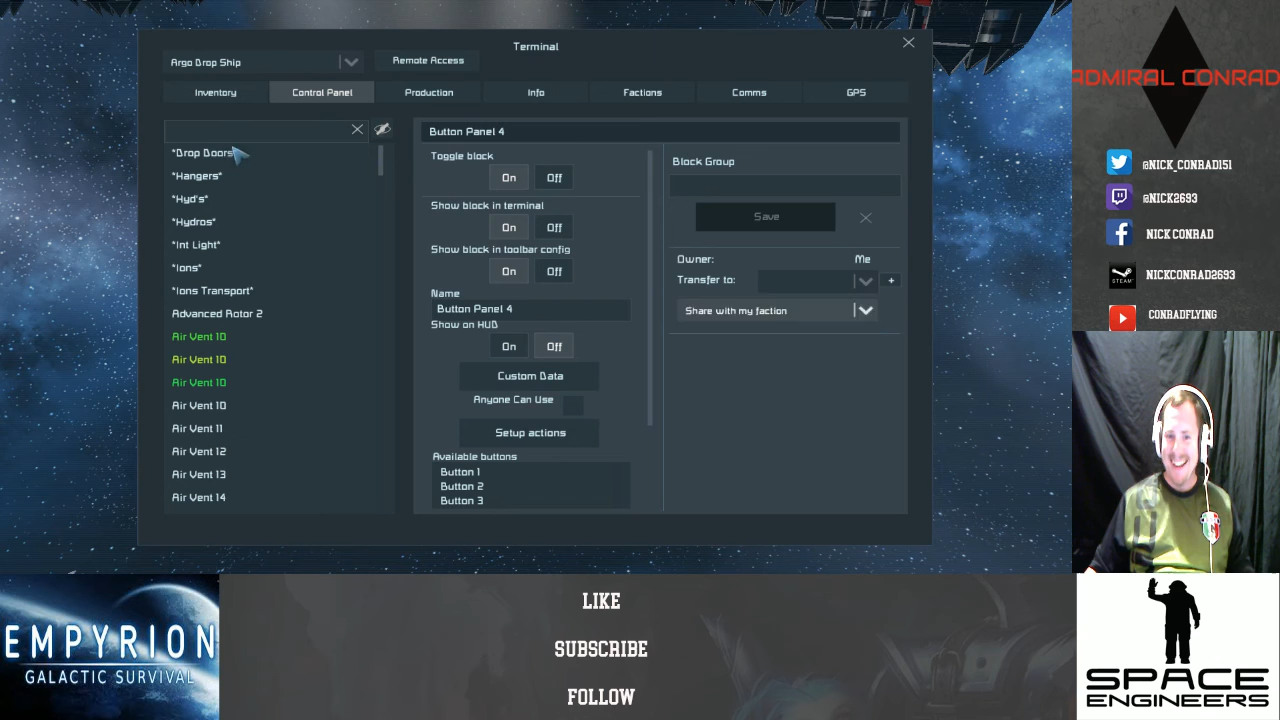 Terminal
Argo Drop Ship
Remote Access
Inventory
Control Panel
Production
Info
Factions
Comms
GPS
*Drop Doors
*Hangers*
*Hyd's*
*Hydros*
*Int Light*
*Ions*
*Ions Transport*
Advanced Rotor 2
Air Vent 10
Air Vent 10
Air Vent 10
Air Vent 10
Air Vent 11
Air Vent 12
Air Vent 13
Air Vent 14
Button Panel 4
Toggle block
On Off
Show block in terminal
On Off
Show block in toolbar config
On Off
Name
Button Panel 4
Show on HUD
On Off
Custom Data
Anyone Can Use
Setup actions
Available buttons
Button 1
Button 2
Button 3
Block Group
Save
Owner: Me
Transfer to:
+
Share with my faction
ADMIRAL CONRAD
@NICK_CONRAD151
@NICK2693
NICK CONRAD
STEAM
NICKCONRAD2693
CONRADFLYING
EMPYRION
GALACTIC SURVIVAL
LIKE
SUBSCRIBE
FOLLOW
SPACE
ENGINEERS